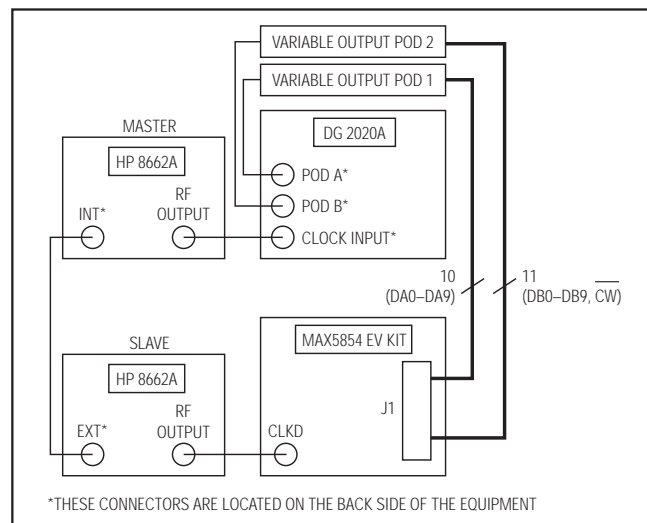 VARIABLE OUTPUT POD 2
VARIABLE OUTPUT POD 1
MASTER
HP 8662A
INT*
RF
OUTPUT
DG 2020A
POD A*
POD B*
CLOCK INPUT*
10
(DA0–DA9)
11
(DB0–DB9, C̅W̅)
SLAVE
HP 8662A
EXT*
RF
OUTPUT
MAX5854 EV KIT
J1
CLKD
*THESE CONNECTORS ARE LOCATED ON THE BACK SIDE OF THE EQUIPMENT